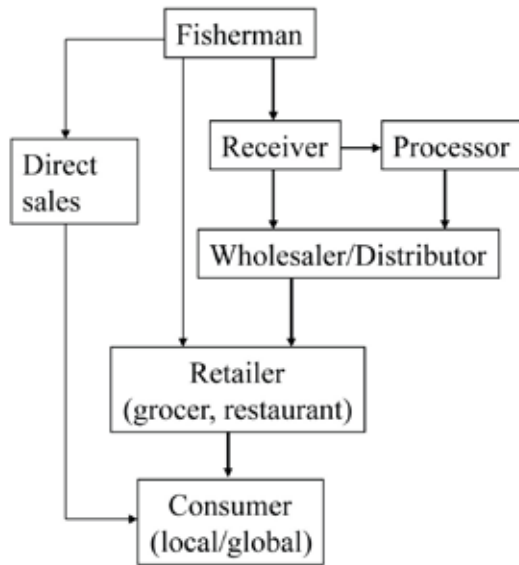 Fisherman
Receiver
Processor
Direct
sales
Wholesaler/Distributor
Retailer
(grocer, restaurant)
Consumer
(local/global)